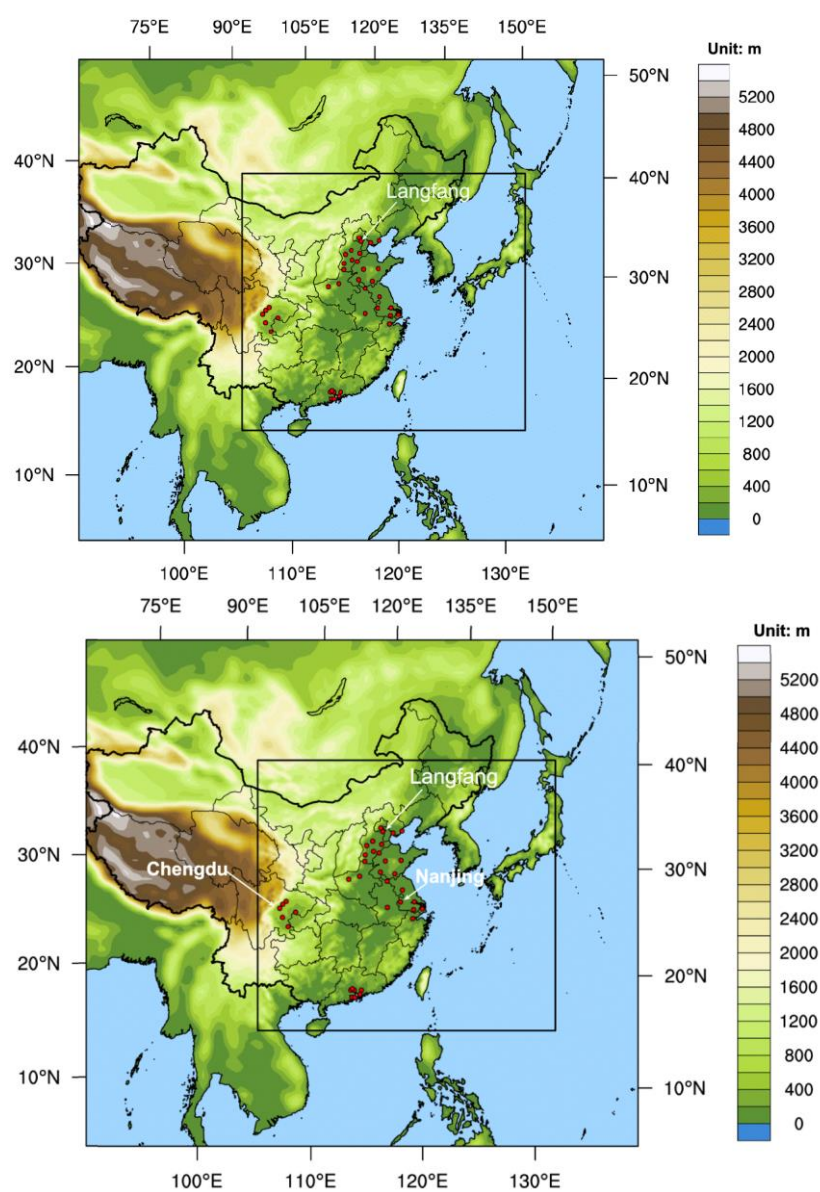 75°E 90°E 105°E 120°E 135°E 150°E
Unit: m
50°N
5200
40°N
4800
40°N
4400
Langfang
4000
3600
30°N
30°N
3200
2800
2400
20°N
20°N
2000
1600
1200
10°N
10°N
800
400
0
100°E 110°E 120°E 130°E
75°E 90°E 105°E 120°E 135°E 150°E
Unit: m
50°N
5200
4800
40°N
40°N
4400
Langfang
4000
3600
30°N
30°N
3200
Chengdu
Nanjing
2800
2400
20°N
20°N
2000
1600
1200
10°N
10°N
800
400
0
100°E 110°E 120°E 130°E